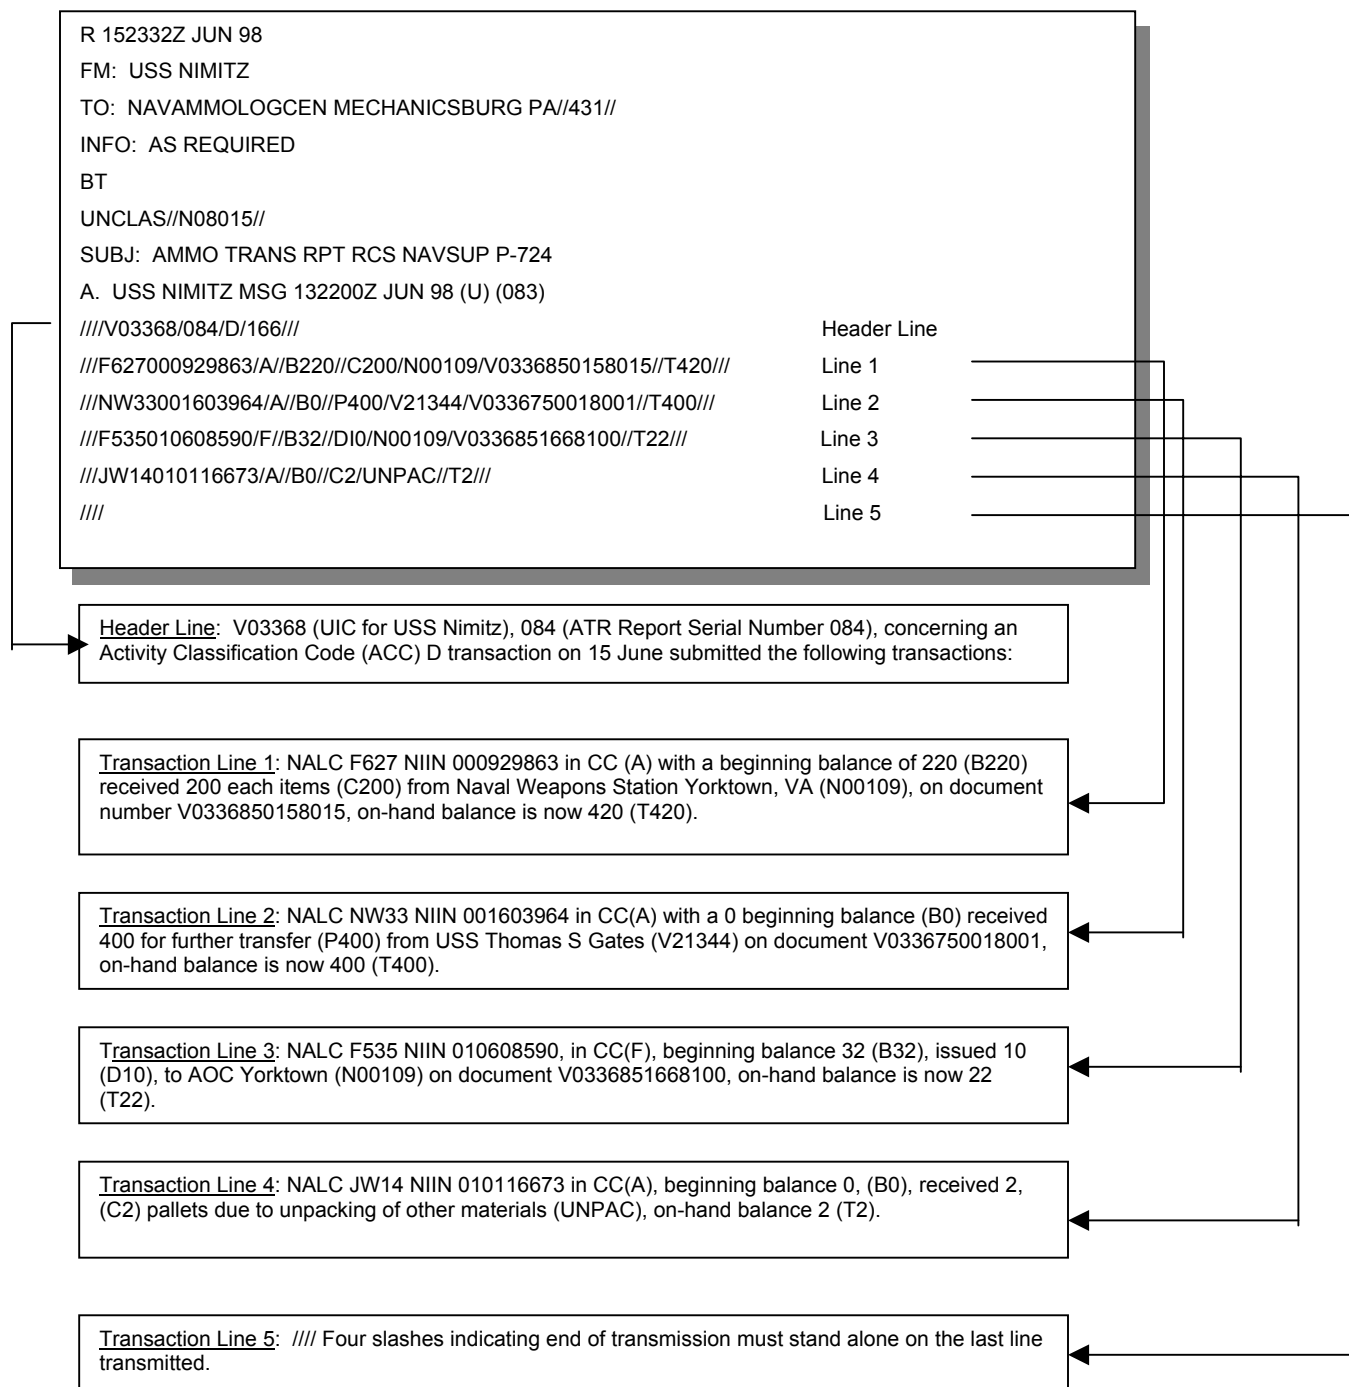 R 152332Z JUN 98
FM: USS NIMITZ
TO: NAVAMMOLOGCEN MECHANICSBURG PA//431//
INFO: AS REQUIRED
BT
UNCLAS//N08015//
SUBJ: AMMO TRANS RPT RCS NAVSUP P-724
A. USS NIMITZ MSG 132200Z JUN 98 (U) (083)
////V03368/084/D/166/// Header Line
///F627000929863/A//B220//C200/N00109/V0336850158015//T420/// Line 1
///NW33001603964/A//B0//P400/V21344/V0336750018001//T400/// Line 2
///F535010608590/F//B32//DI0/N00109/V0336851668100//T22/// Line 3
///JW14010116673/A//B0//C2/UNPAC//T2/// Line 4
//// Line 5
Header Line: V03368 (UIC for USS Nimitz), 084 (ATR Report Serial Number 084), concerning an
Activity Classification Code (ACC) D transaction on 15 June submitted the following transactions:
Transaction Line 1: NALC F627 NIIN 000929863 in CC (A) with a beginning balance of 220 (B220)
received 200 each items (C200) from Naval Weapons Station Yorktown, VA (N00109), on document
number V0336850158015, on-hand balance is now 420 (T420).
Transaction Line 2: NALC NW33 NIIN 001603964 in CC(A) with a 0 beginning balance (B0) received
400 for further transfer (P400) from USS Thomas S Gates (V21344) on document V0336750018001,
on-hand balance is now 400 (T400).
Transaction Line 3: NALC F535 NIIN 010608590, in CC(F), beginning balance 32 (B32), issued 10
(D10), to AOC Yorktown (N00109) on document V0336851668100, on-hand balance is now 22
(T22).
Transaction Line 4: NALC JW14 NIIN 010116673 in CC(A), beginning balance 0, (B0), received 2,
(C2) pallets due to unpacking of other materials (UNPAC), on-hand balance 2 (T2).
Transaction Line 5: //// Four slashes indicating end of transmission must stand alone on the last line
transmitted.